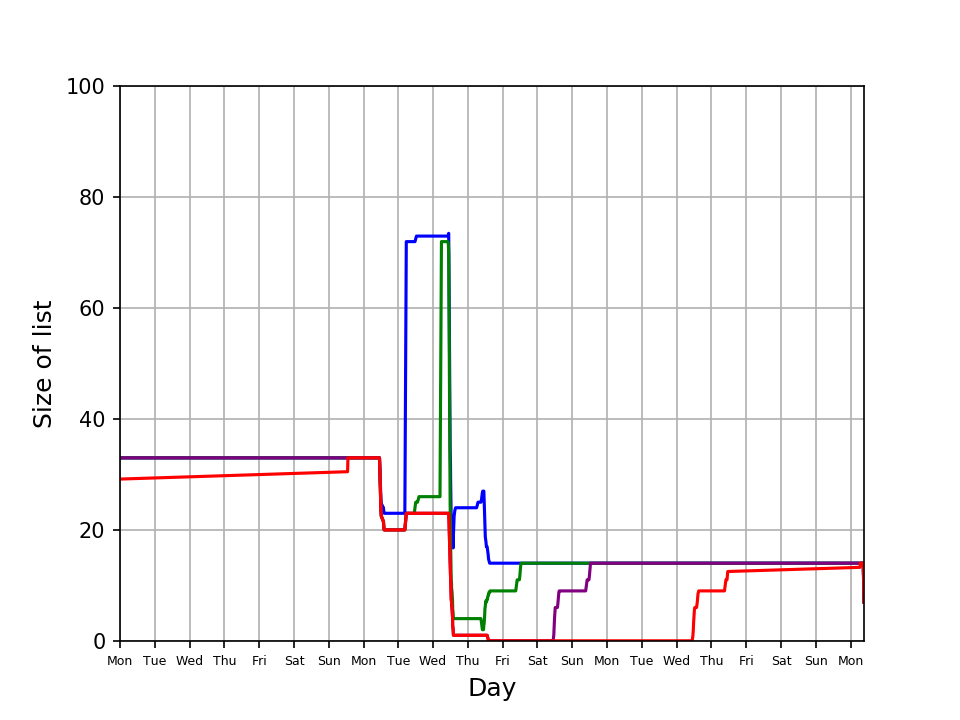 100
80
60
40
20
0
Size of list
Mon Tue Wed Thu Fri Sat Sun Mon Tue Wed Thu Fri Sat Sun Mon Tue Wed Thu Fri Sat Sun Mon
Day